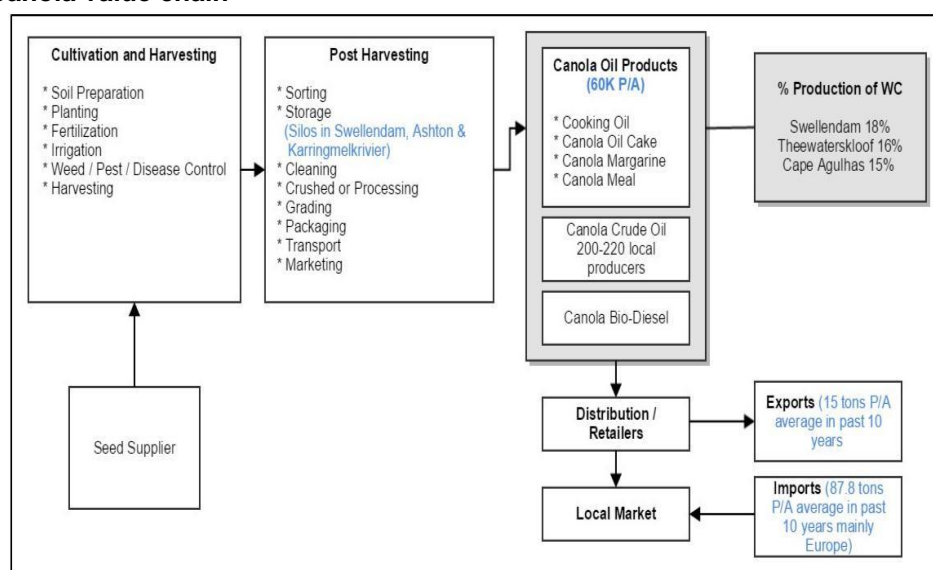 Cultivation and Harvesting
* Soil Preparation
* Planting
* Fertilization
* Irrigation
* Weed / Pest / Disease Control
* Harvesting
Seed Supplier
Post Harvesting
* Sorting
* Storage
(Silos in Swellendam, Ashton &
Karringmelkrivier)
* Cleaning
* Crushed or Processing
* Grading
* Packaging
* Transport
* Marketing
Canola Oil Products
(60K P/A)
* Cooking Oil
* Canola Oil Cake
* Canola Margarine
* Canola Meal
Canola Crude Oil
200-220 local
producers
Canola Bio-Diesel
% Production of WC
Swellendam 18%
Theewaterskloof 16%
Cape Agulhas 15%
Distribution /
Retailers
Exports (15 tons P/A
average in past 10
years
Local Market
Imports (87.8 tons
P/A average in past
10 years mainly
Europe)